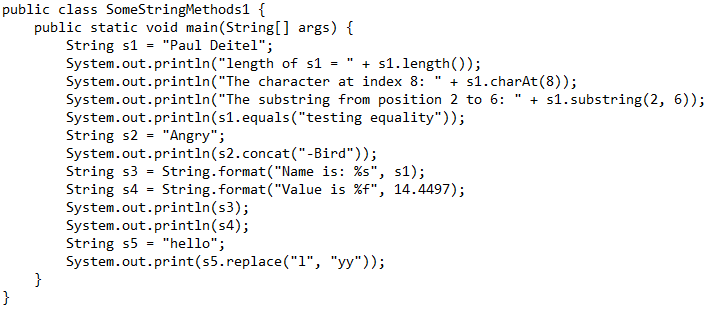 public class SomeStringMethods1 {
    public static void main(String[] args) {
        String s1 = "Paul Deitel";
        System.out.println("length of s1 = " + s1.length());
        System.out.println("The character at index 8: " + s1.charAt(8));
        System.out.println("The substring from position 2 to 6: " + s1.substring(2, 6));
        System.out.println(s1.equals("testing equality"));
        String s2 = "Angry";
        System.out.println(s2.concat("-Bird"));
        String s3 = String.format("Name is: %s", s1);
        String s4 = String.format("Value is %f", 14.4497);
        System.out.println(s3);
        System.out.println(s4);
        String s5 = "hello";
        System.out.print(s5.replace("l", "yy"));
    }
}